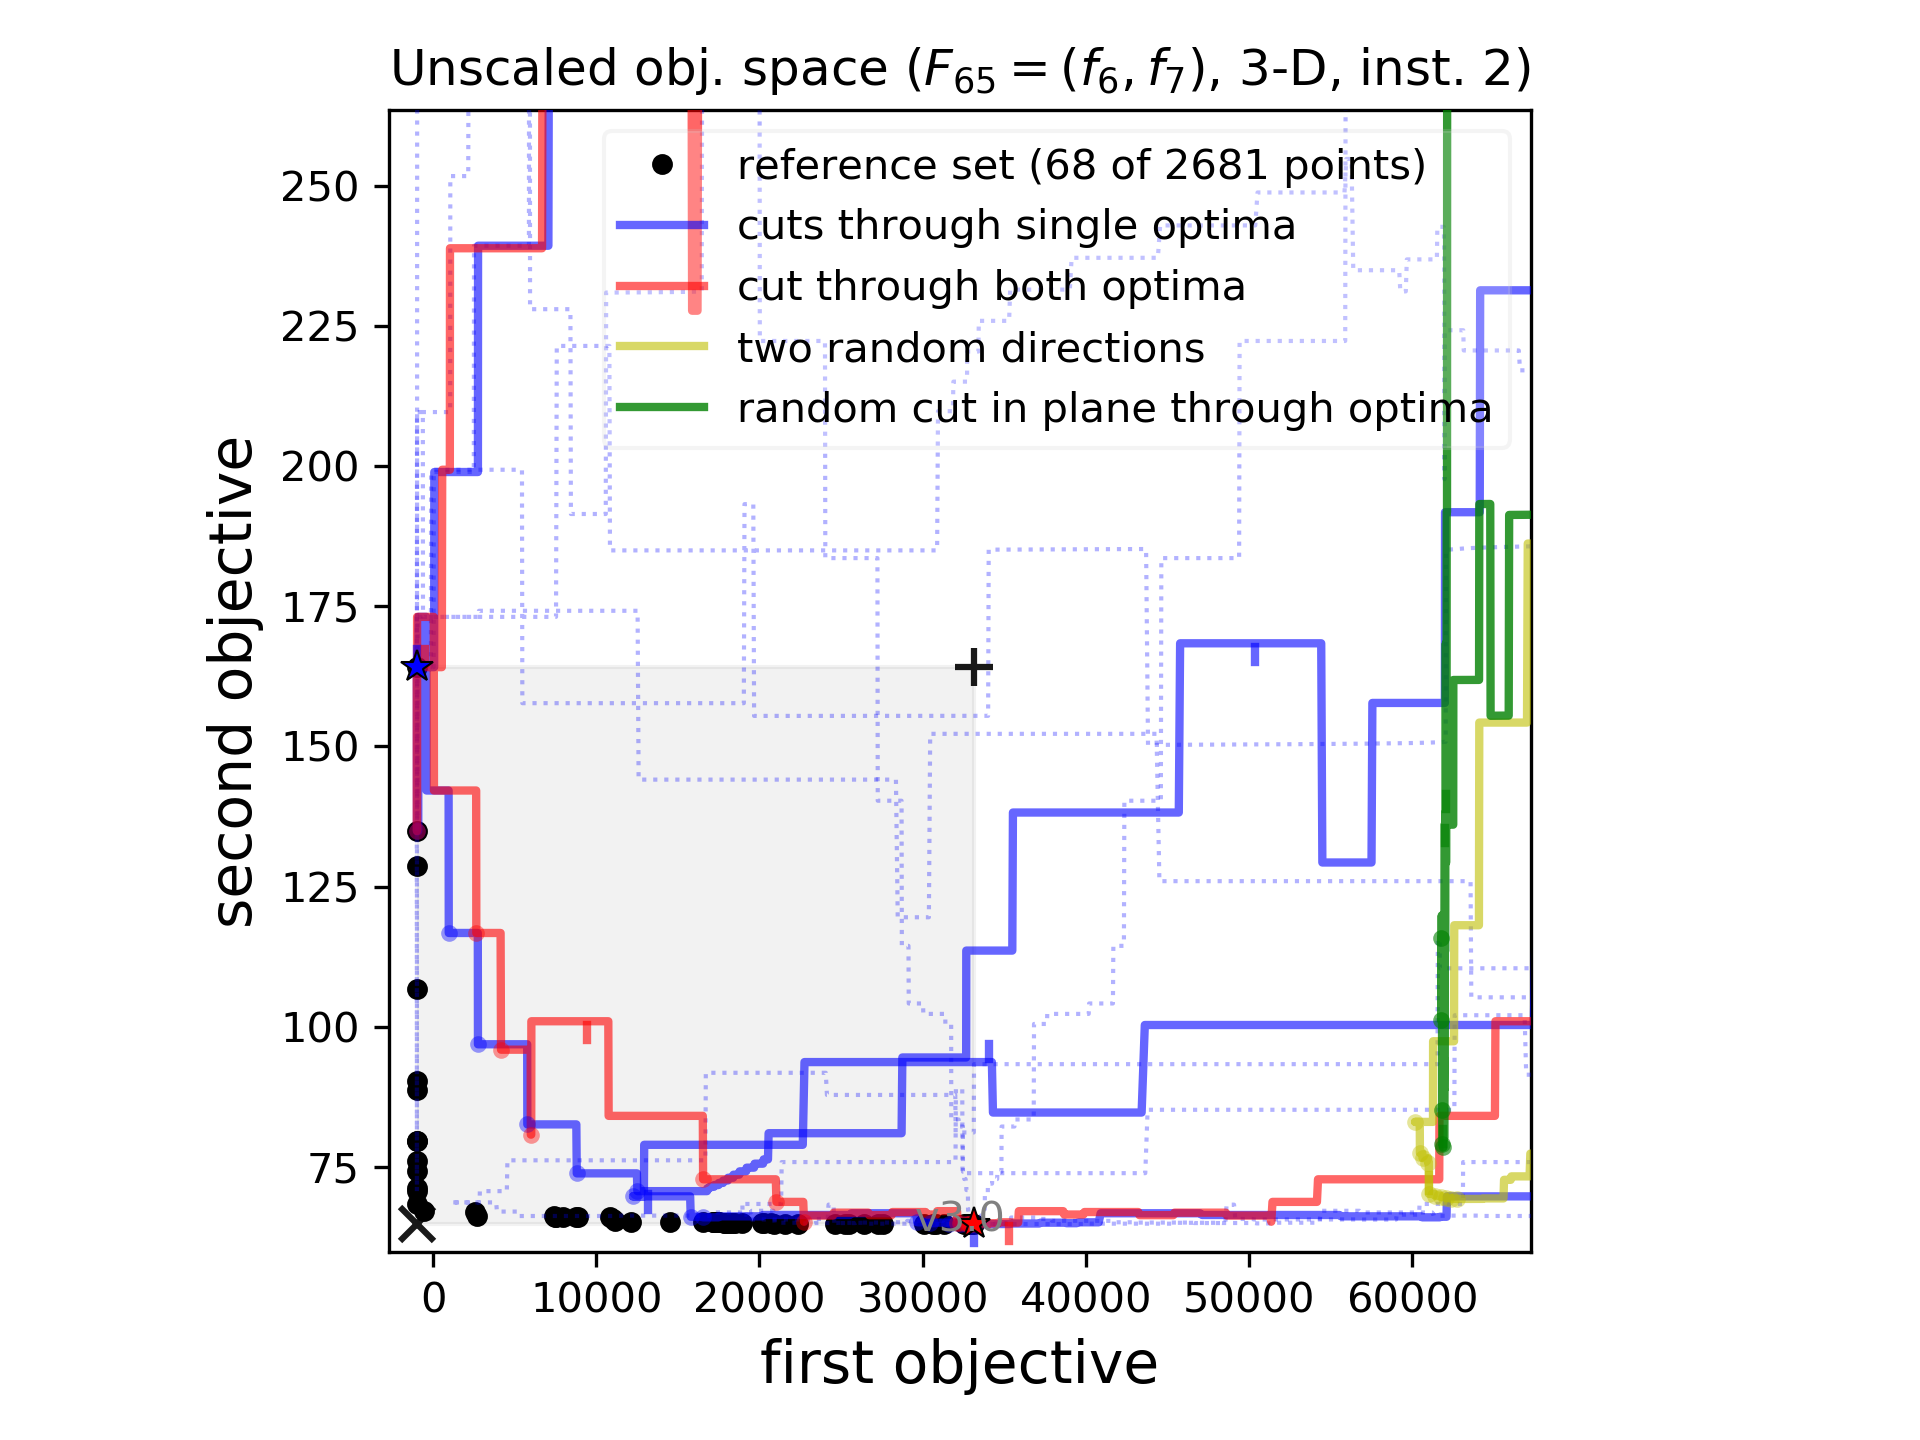 Unscaled obj. space (F65 = (f6, f7), 3-D, inst. 2)
reference set (68 of 2681 points)
cuts through single optima
cut through both optima
two random directions
random cut in plane through optima
250
225
200
175
150
125
100
75
second objective
v3.0
0 10000 20000 30000 40000 50000 60000
first objective